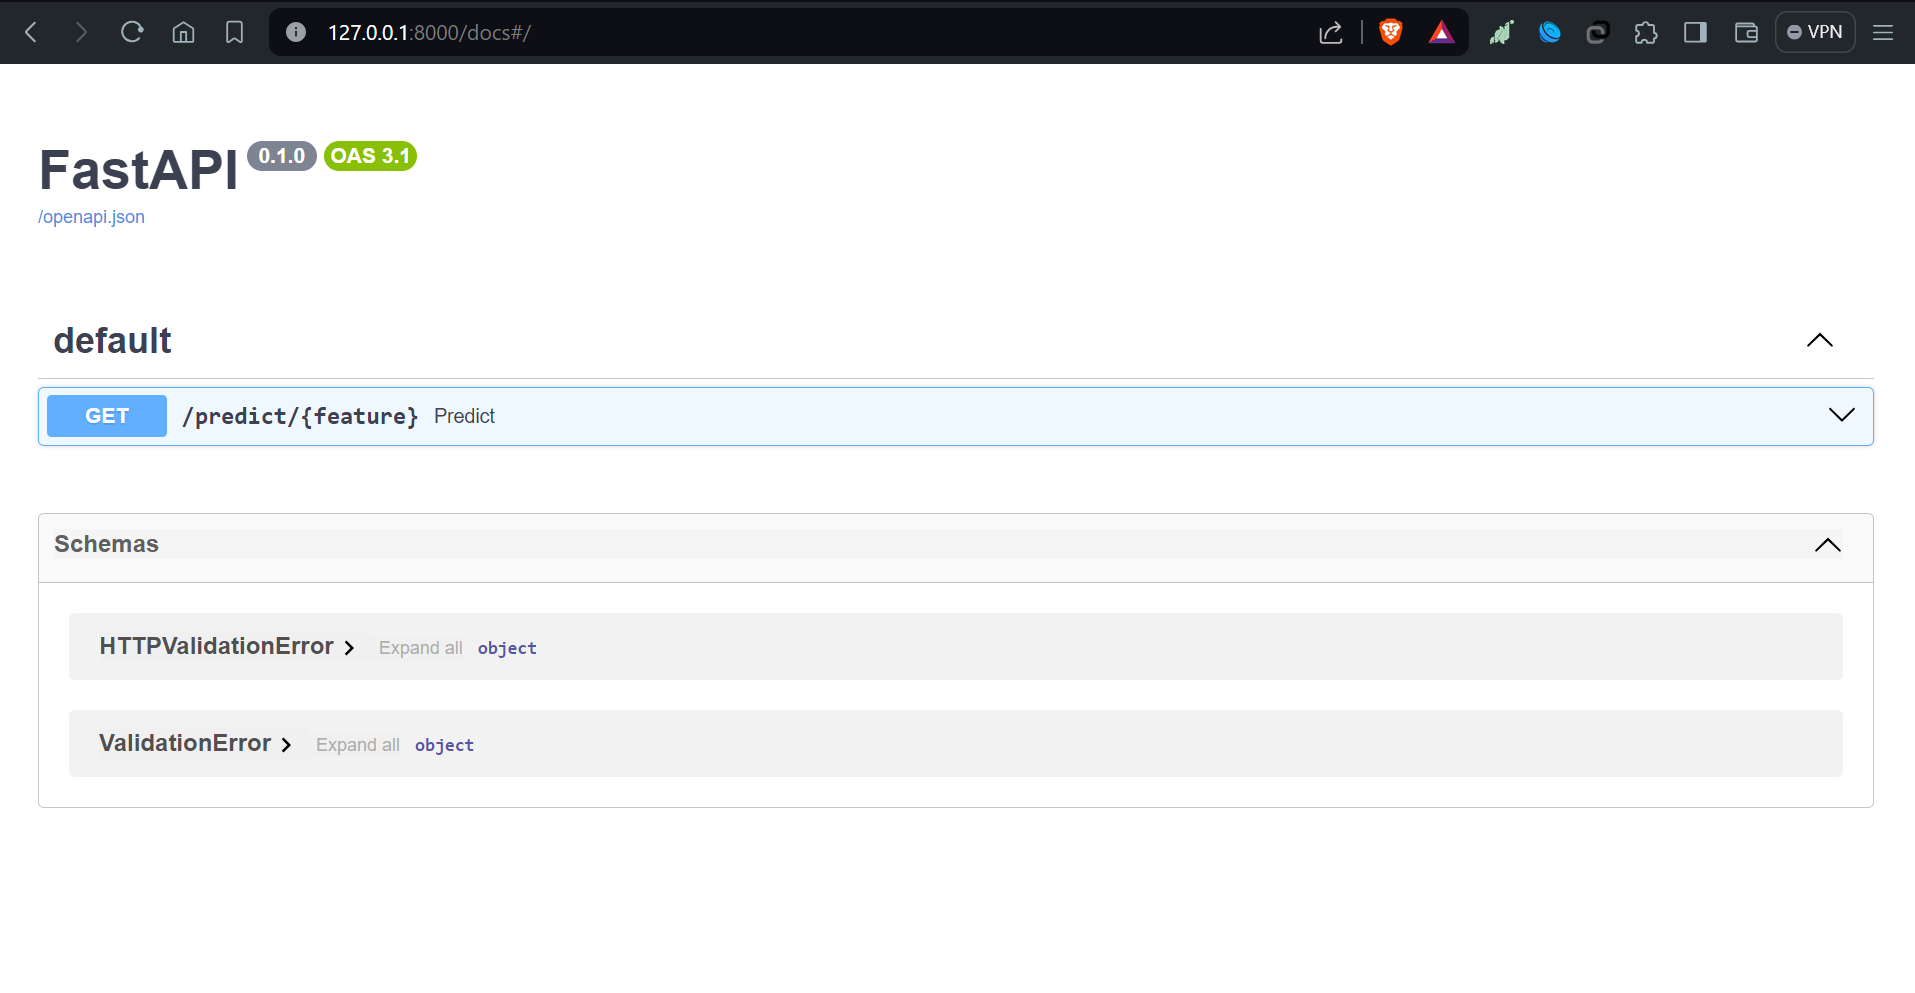 127.0.0.1:8000/docs#/
VPN
FastAPI 0.1.0 OAS 3.1
/openapi.json
default
GET /predict/{feature} Predict
Schemas
HTTPValidationError Expand all object
ValidationError Expand all object